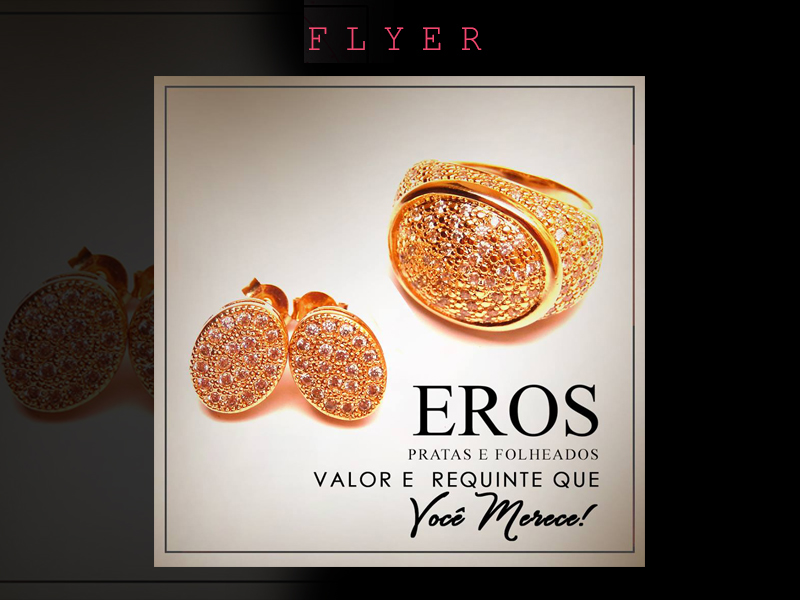 FLYER
EROS
PRATAS E FOLHEADOS
VALOR E REQUINTE QUE
Você Merece!